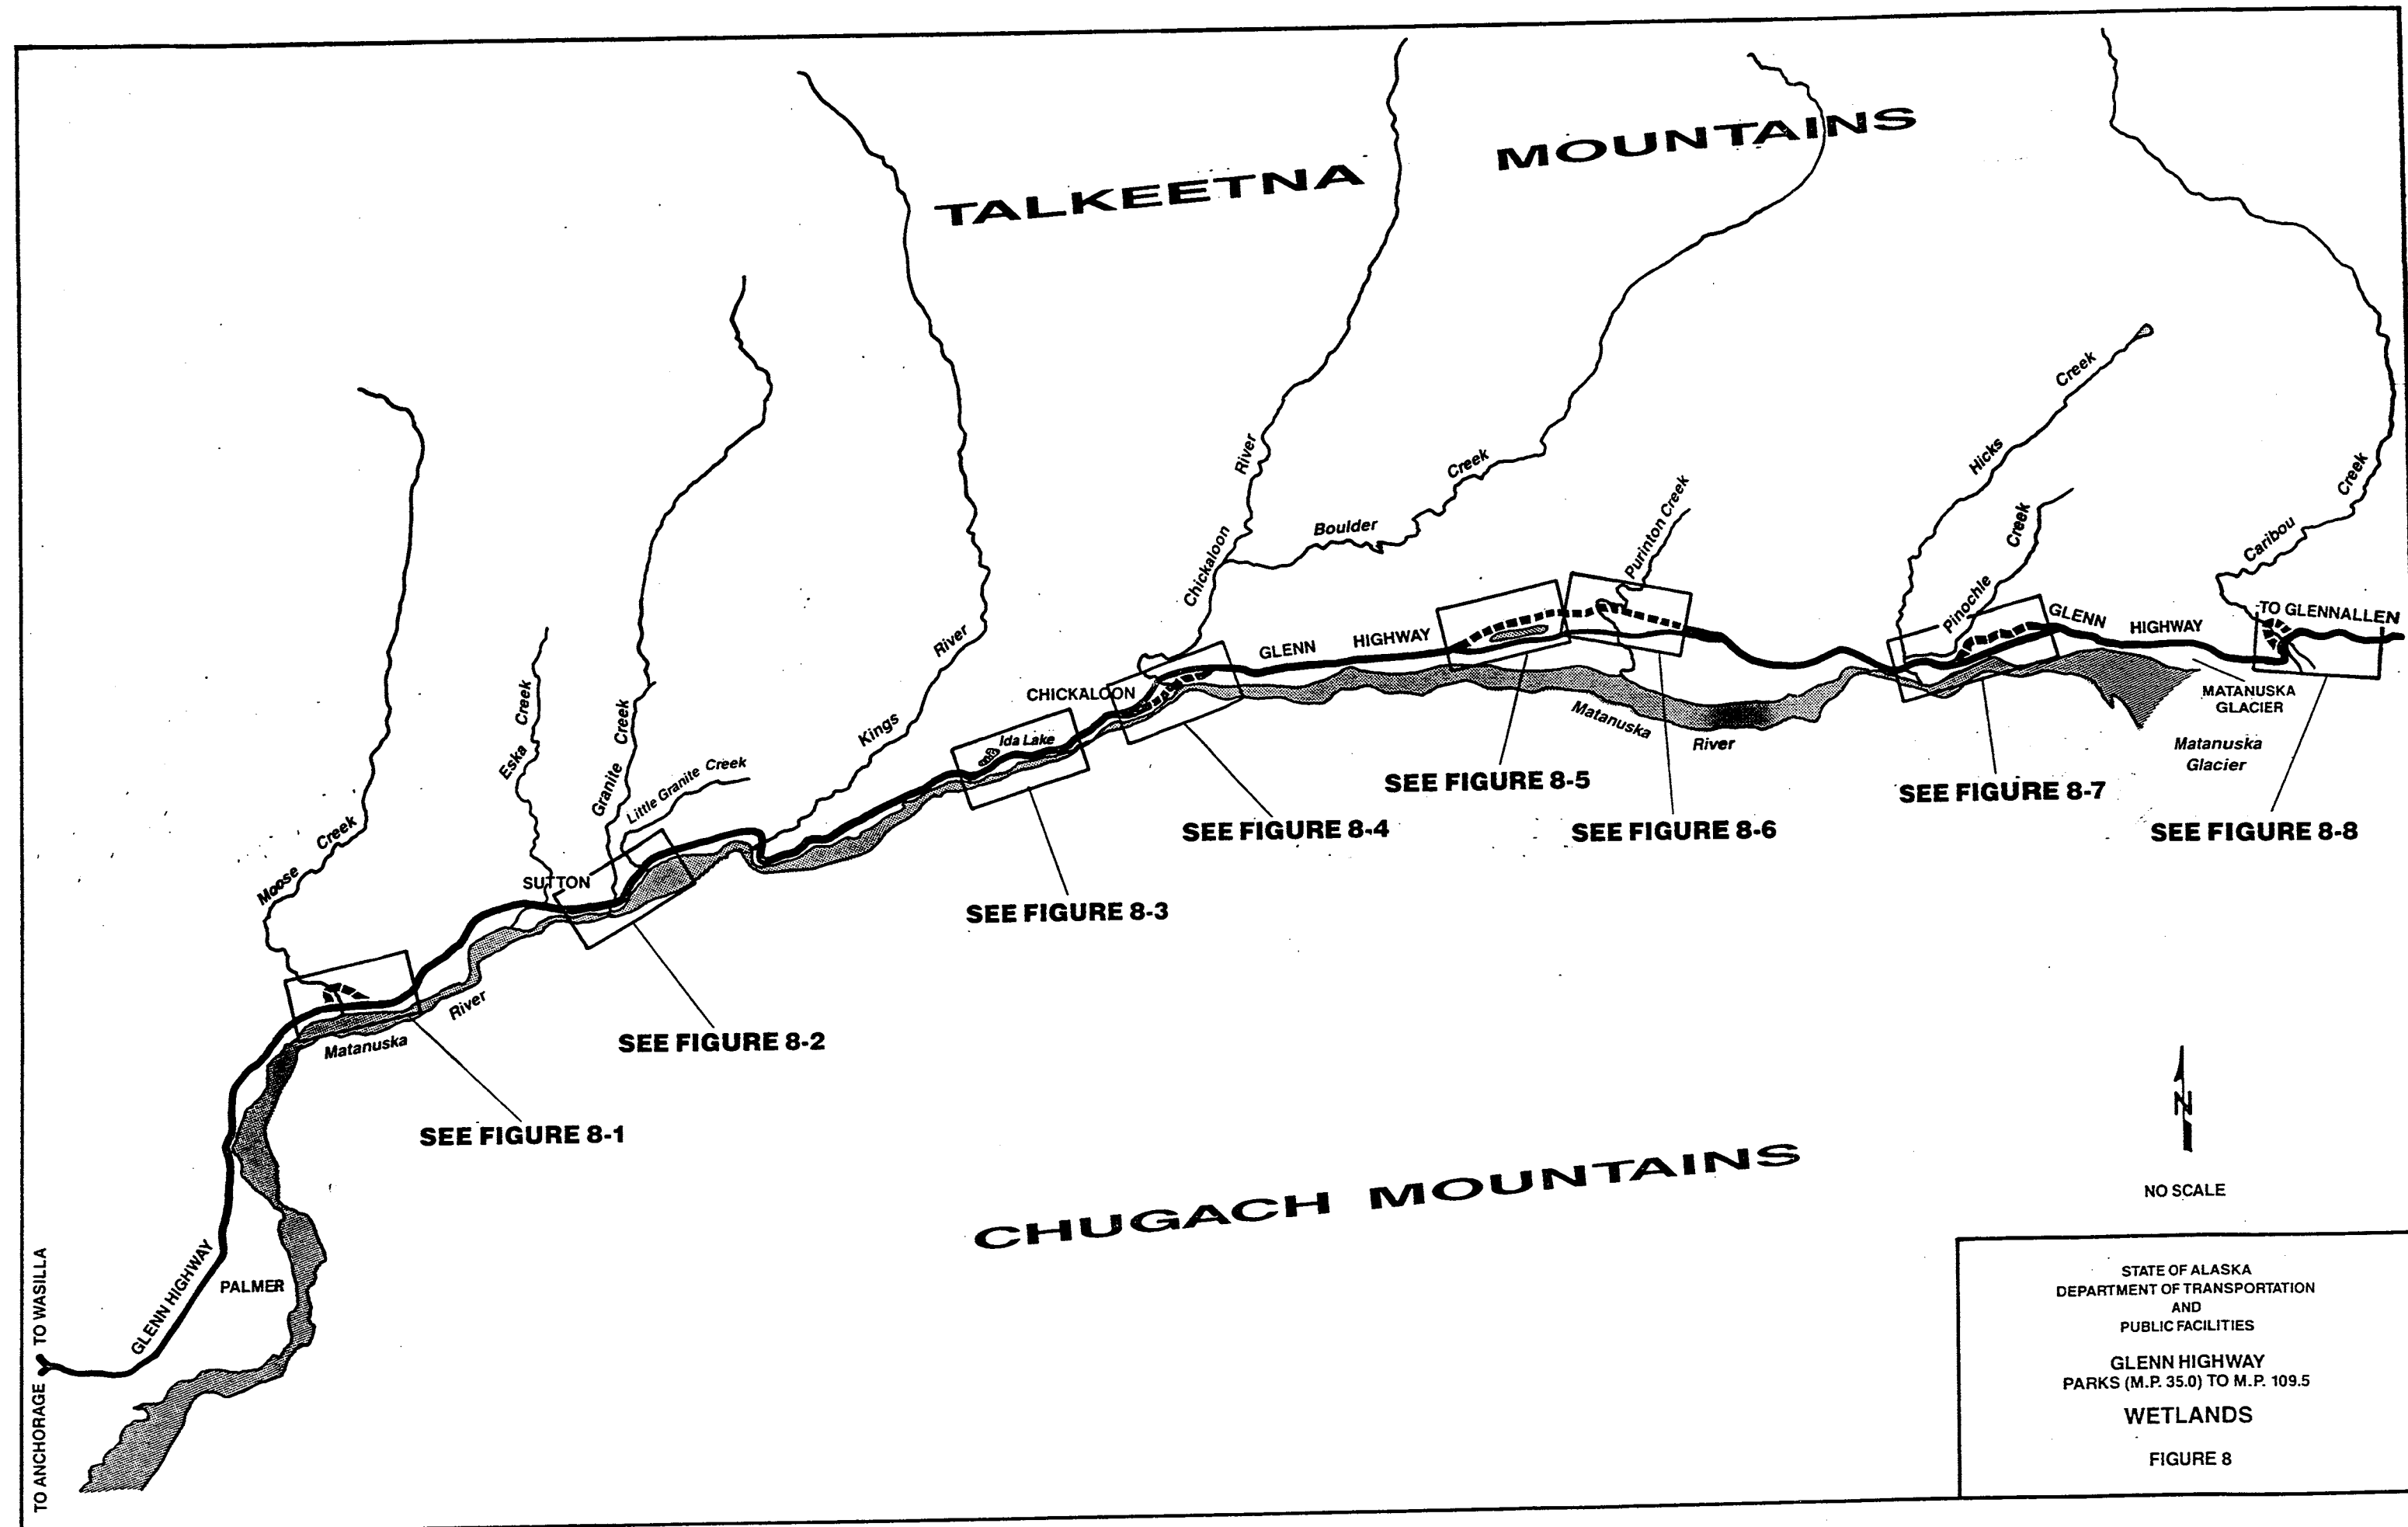 TALKEETNA MOUNTAINS
Creek
Hicks
Creek
River
Creek
Creek
Purinton Creek
Boulder
Creek
Caribou
Chickaloon
Pinochle
TO GLENNALLEN
GLENN
HIGHWAY
GLENN HIGHWAY
River
CHICKALOON
MATANUSKA
GLACIER
Eska Creek
Granite Creek
Kings
Ida Lake
Matanuska
River
Matanuska
Glacier
Little Granite Creek
SEE FIGURE 8-5
SEE FIGURE 8-7
Moose Creek
SEE FIGURE 8-4
SEE FIGURE 8-6
SEE FIGURE 8-8
SUTTON
SEE FIGURE 8-3
River
Matanuska
SEE FIGURE 8-2
SEE FIGURE 8-1
N
CHUGACH MOUNTAINS
NO SCALE
GLENN HIGHWAY
PALMER
TO WASILLA
TO ANCHORAGE
STATE OF ALASKA
DEPARTMENT OF TRANSPORTATION
AND
PUBLIC FACILITIES
GLENN HIGHWAY
PARKS (M.P. 35.0) TO M.P. 109.5
WETLANDS
FIGURE 8